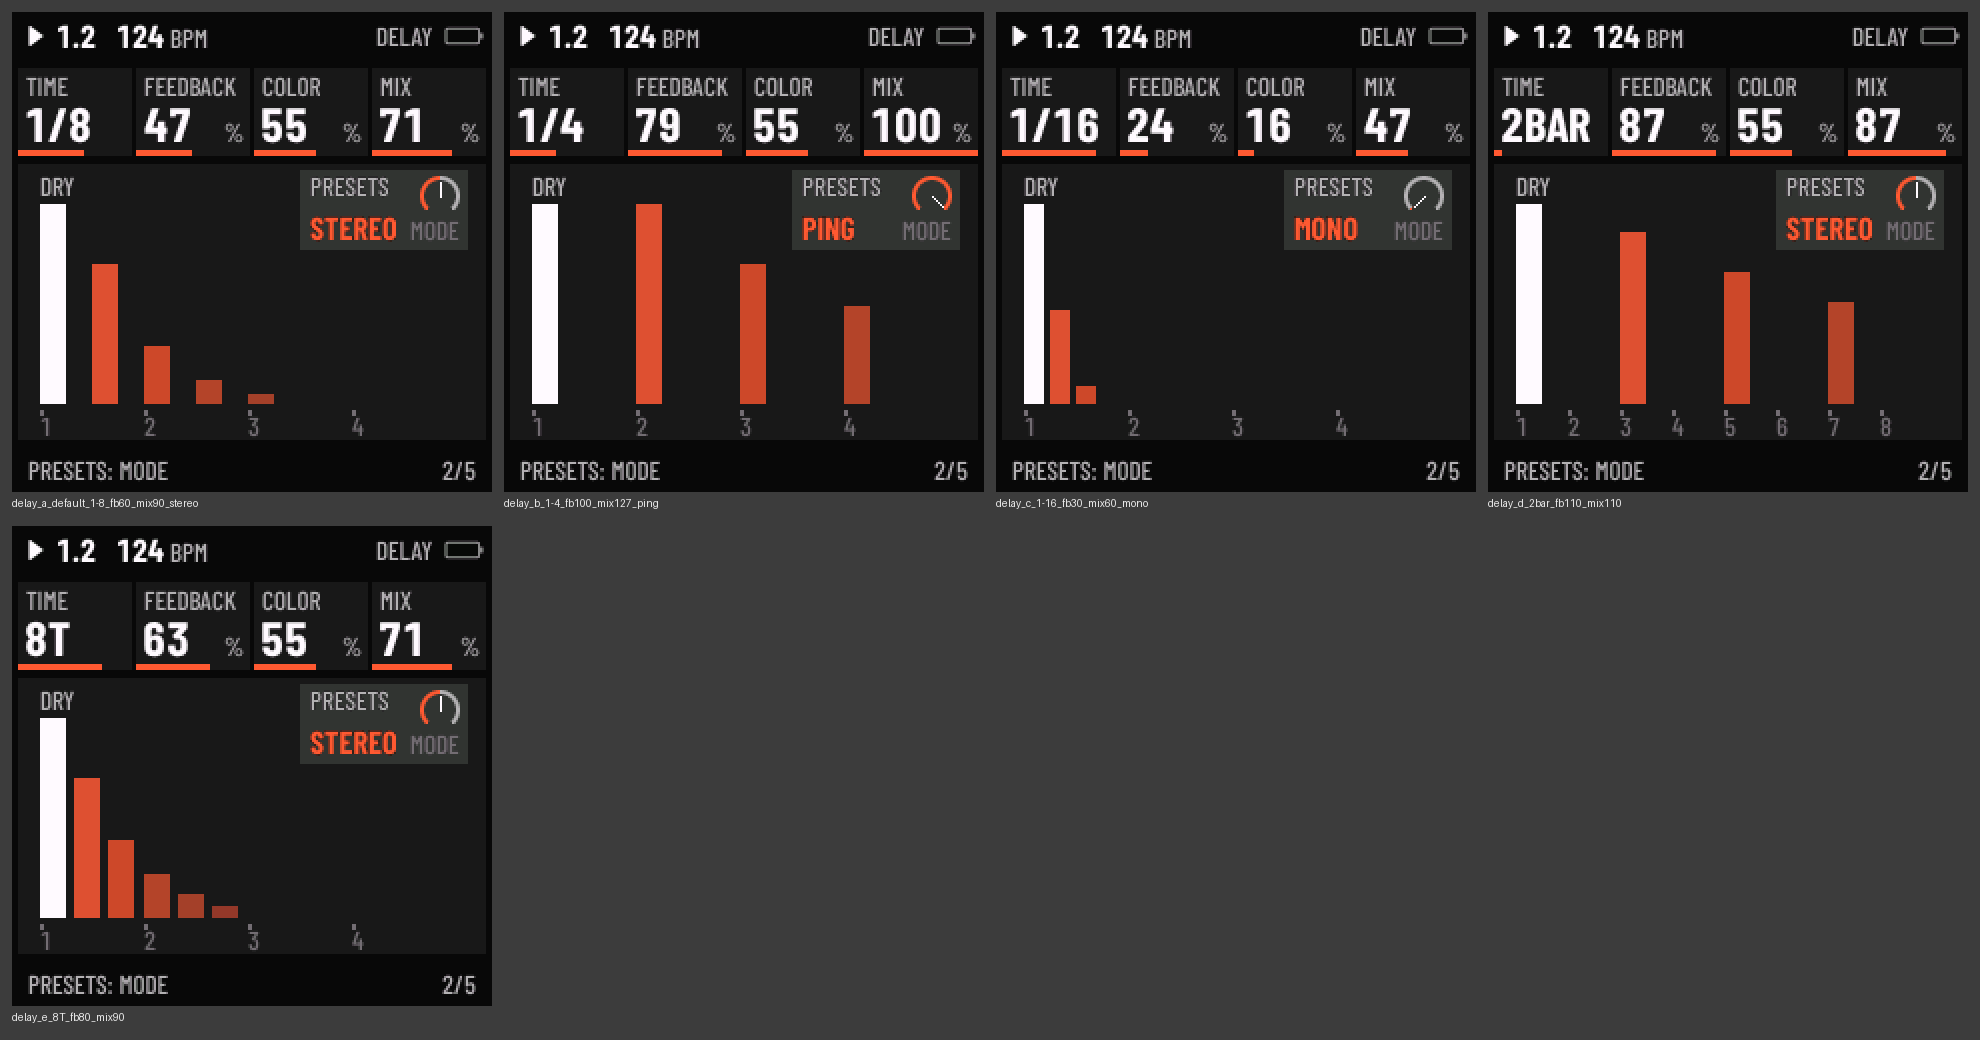 1.2 124 BPM DELAY
TIME FEEDBACK COLOR MIX
1/8 47 % 55 % 71 %
DRY PRESETS
STEREO MODE
1 2 3 4
PRESETS: MODE 2/5
delay_a_default_1-8_fb60_mix90_stereo
1.2 124 BPM DELAY
TIME FEEDBACK COLOR MIX
1/4 79 % 55 % 100 %
DRY PRESETS
PING MODE
1 2 3 4
PRESETS: MODE 2/5
delay_b_1-4_fb100_mix127_ping
1.2 124 BPM DELAY
TIME FEEDBACK COLOR MIX
1/16 24 % 16 % 47 %
DRY PRESETS
MONO MODE
1 2 3 4
PRESETS: MODE 2/5
delay_c_1-16_fb30_mix60_mono
1.2 124 BPM DELAY
TIME FEEDBACK COLOR MIX
2BAR 87 % 55 % 87 %
DRY PRESETS
STEREO MODE
1 2 3 4 5 6 7 8
PRESETS: MODE 2/5
delay_d_2bar_fb110_mix110
1.2 124 BPM DELAY
TIME FEEDBACK COLOR MIX
8T 63 % 55 % 71 %
DRY PRESETS
STEREO MODE
1 2 3 4
PRESETS: MODE 2/5
delay_e_8T_fb80_mix90